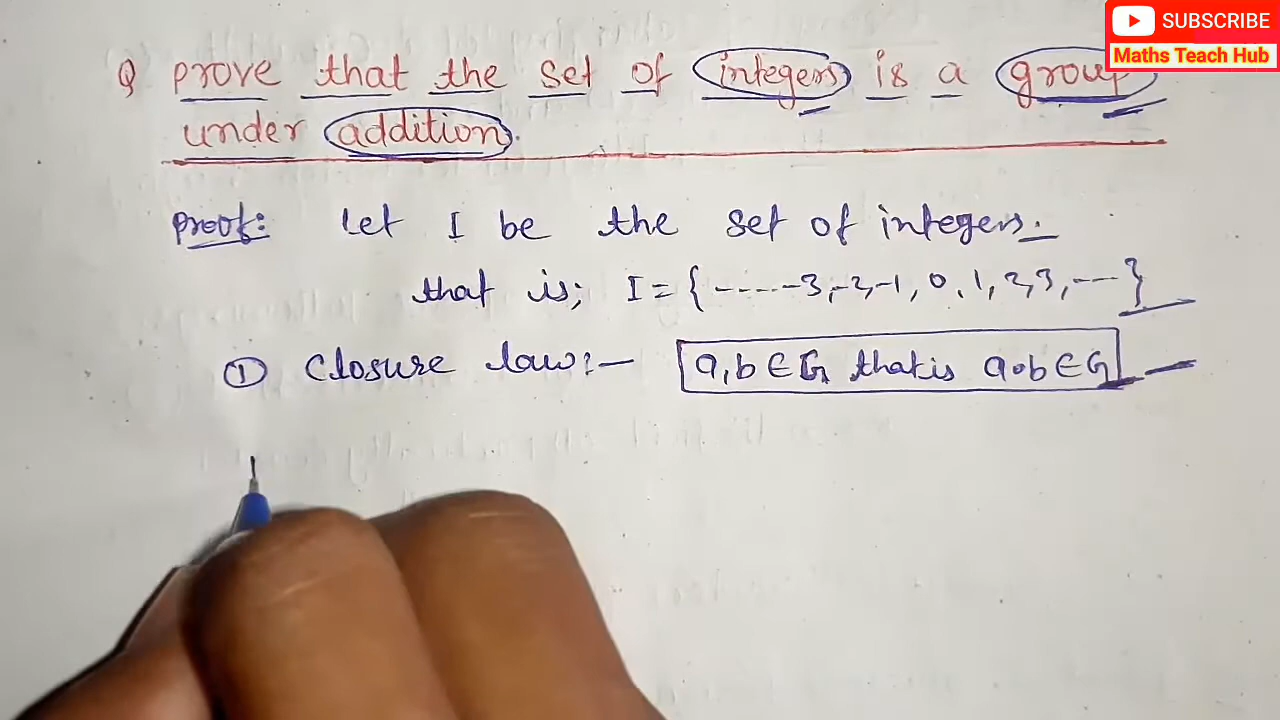 SUBSCRIBE
Maths Teach Hub
Q prove that the set of integers is a group
under addition.
proof: Let I be the set of integers.
that is; I = { ----- -3, -2, -1, 0, 1, 2, 3, --- }
① Closure law:- a, b ∈ G that is a∘b ∈ G